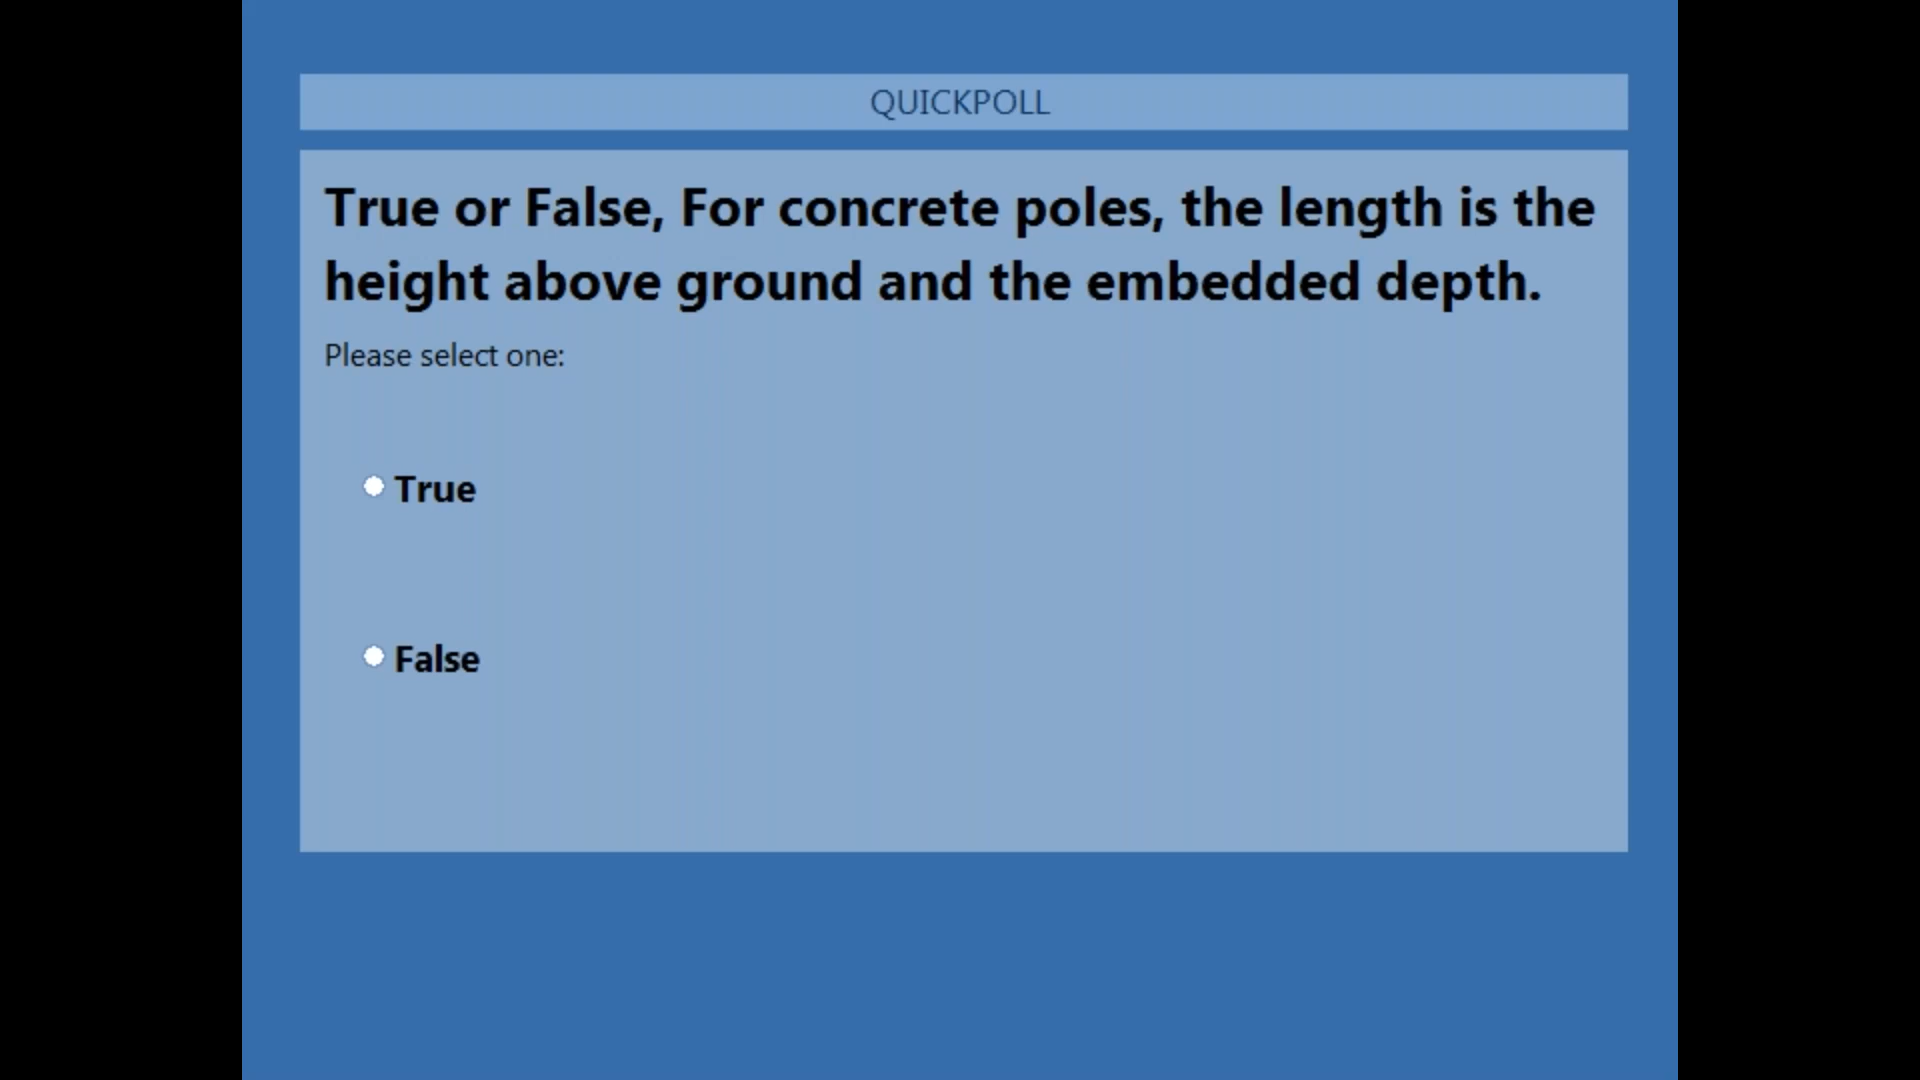 QUICKPOLL
True or False, For concrete poles, the length is the
height above ground and the embedded depth.
Please select one:
True
False